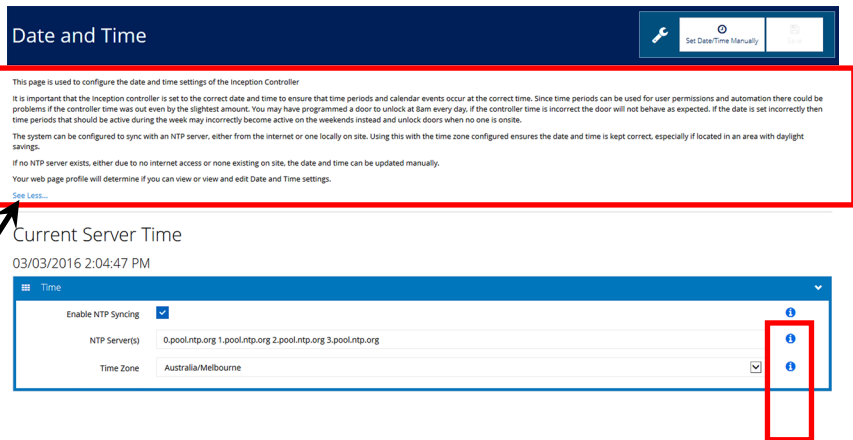 Date and Time
Set Date/Time Manually
Save
This page is used to configure the date and time settings of the Inception Controller
It is important that the Inception controller is set to the correct date and time to ensure that time periods and calendar events occur at the correct time. Since time periods can be used for user permissions and automation there could be
problems if the controller time was out even by the slightest amount. You may have programmed a door to unlock at 8am every day, if the controller time is incorrect the door will not behave as expected. If the date is set incorrectly then
time periods that should be active during the week may incorrectly become active on the weekends instead and unlock doors when no one is onsite.
The system can be configured to sync with an NTP server, either from the internet or one locally on site. Using this with the time zone configured ensures the date and time is kept correct, especially if located in an area with daylight
savings.
If no NTP server exists, either due to no internet access or none existing on site, the date and time can be updated manually.
Your web page profile will determine if you can view or view and edit Date and Time settings.
See Less...
Current Server Time
03/03/2016 2:04:47 PM
Time
Enable NTP Syncing
NTP Server(s) 0.pool.ntp.org 1.pool.ntp.org 2.pool.ntp.org 3.pool.ntp.org
Time Zone Australia/Melbourne